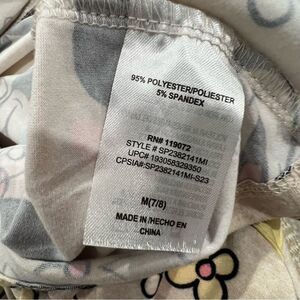 95% POLYESTER/POLIESTER
5% SPANDEX
RN# 119072
STYLE # SP2382141MI
UPC# 193058329350
CPSIA#:SP2382141MI-S23
M(7/8)
MADE IN /HECHO EN
CHINA